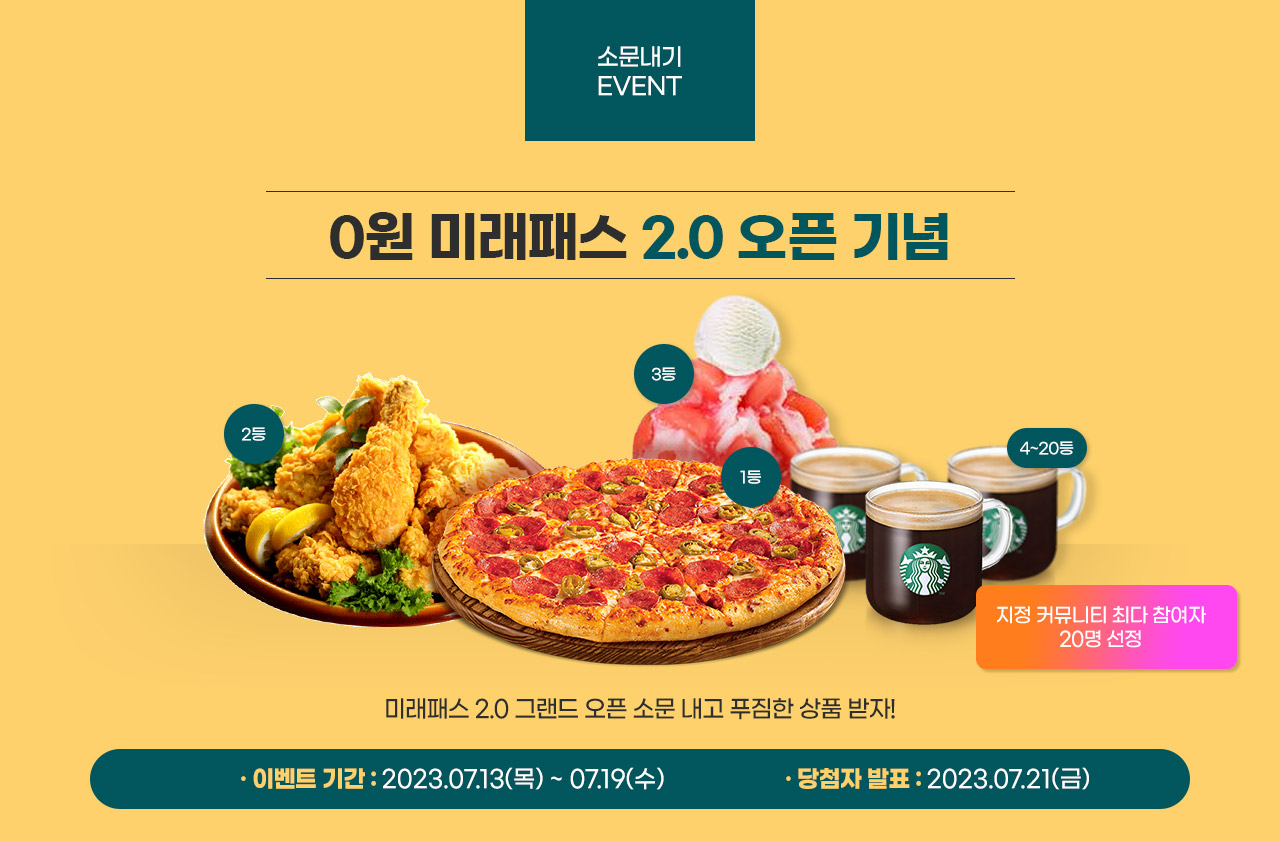 소문내기
EVENT
0원 미래패스 2.0 오픈 기념
3등
2등
4~20등
1등
지정 커뮤니티 최다 참여자
20명 선정
미래패스 2.0 그랜드 오픈 소문 내고 푸짐한 상품 받자!
· 이벤트 기간 : 2023.07.13(목) ~ 07.19(수)
· 당첨자 발표 : 2023.07.21(금)